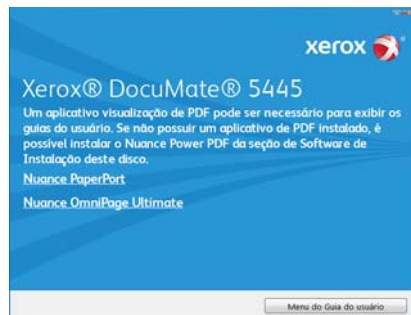 xerox
Xerox® DocuMate® 5445
Um aplicativo visualização de PDF pode ser necessário para exibir os
guias do usuário. Se não possuir um aplicativo de PDF instalado, é
possível instalar o Nuance Power PDF da seção de Software de
Instalação deste disco.
Nuance PaperPort
Nuance OmniPage Ultimate
Menu do Guia do usuário